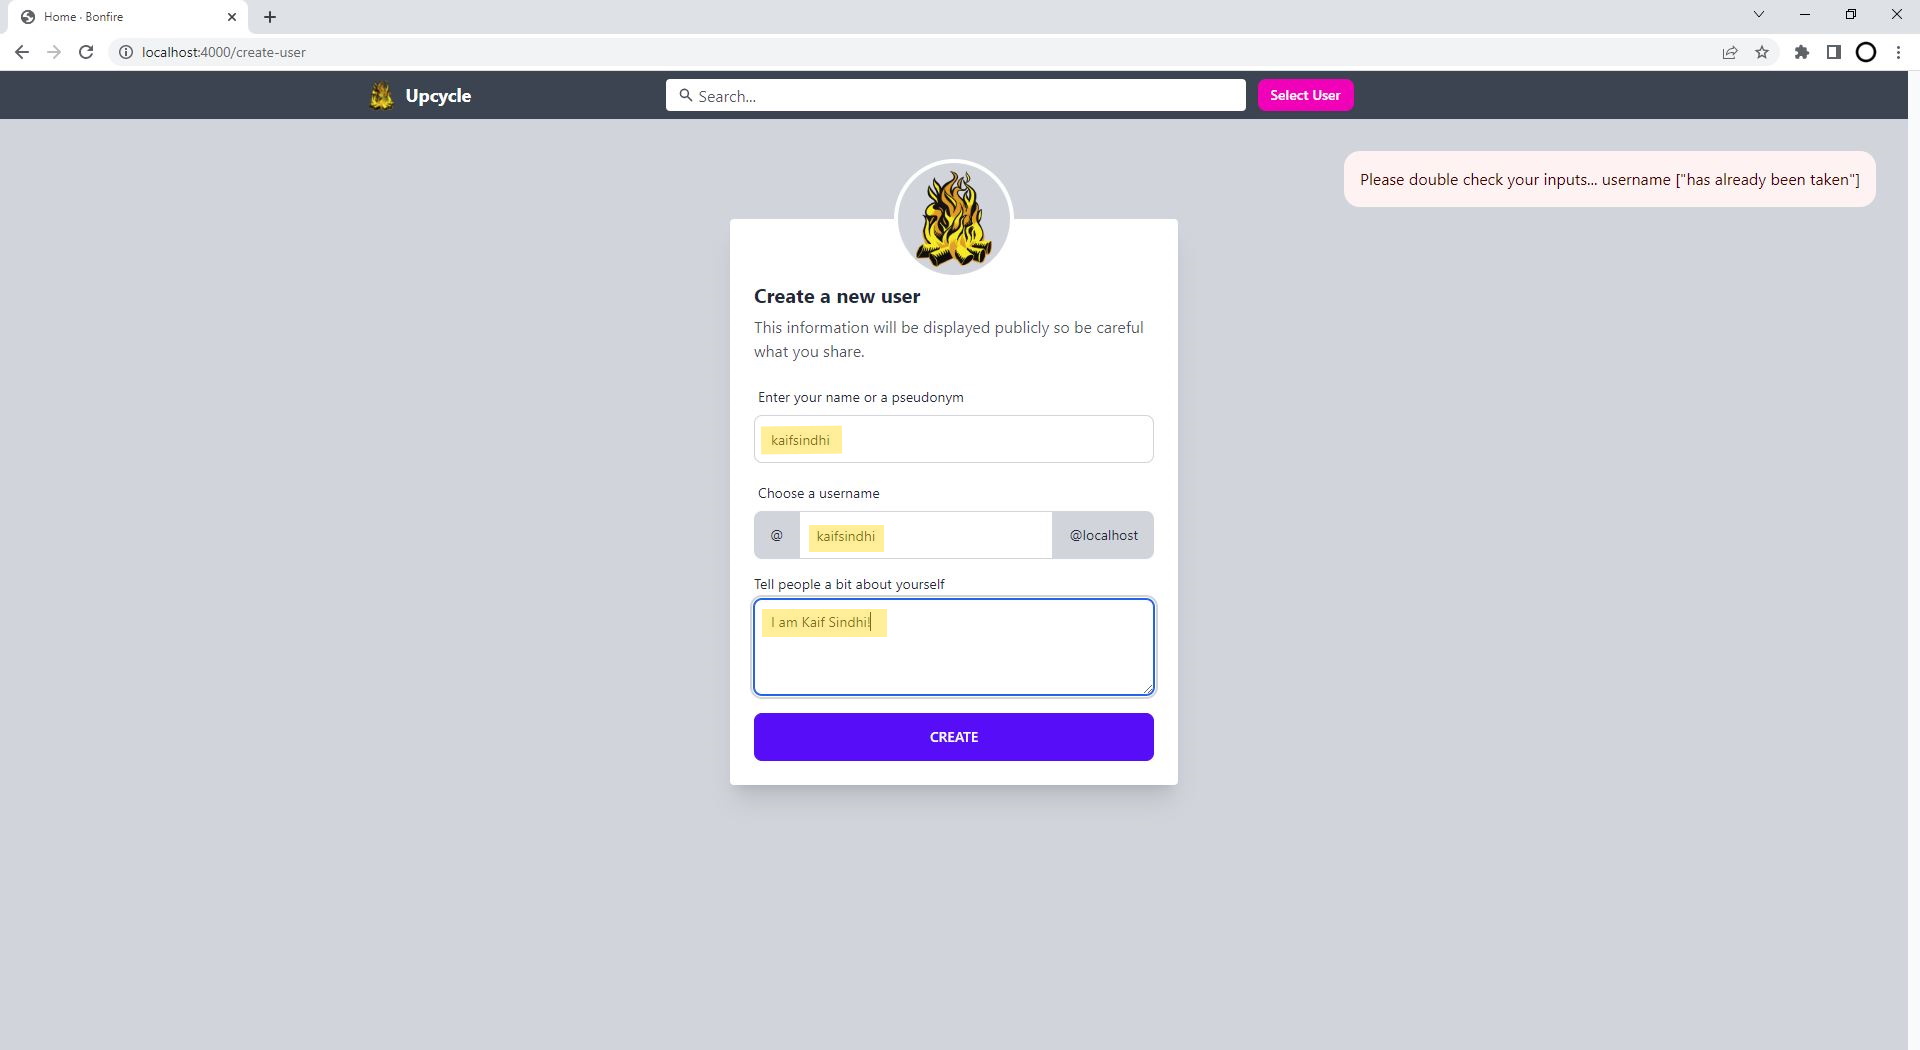 Home · Bonfire
localhost:4000/create-user
Upcycle
Search...
Select User
Please double check your inputs... username ["has already been taken"]
Create a new user
This information will be displayed publicly so be careful
what you share.
Enter your name or a pseudonym
kaifsindhi
Choose a username
@ kaifsindhi @localhost
Tell people a bit about yourself
I am Kaif Sindhi!
CREATE